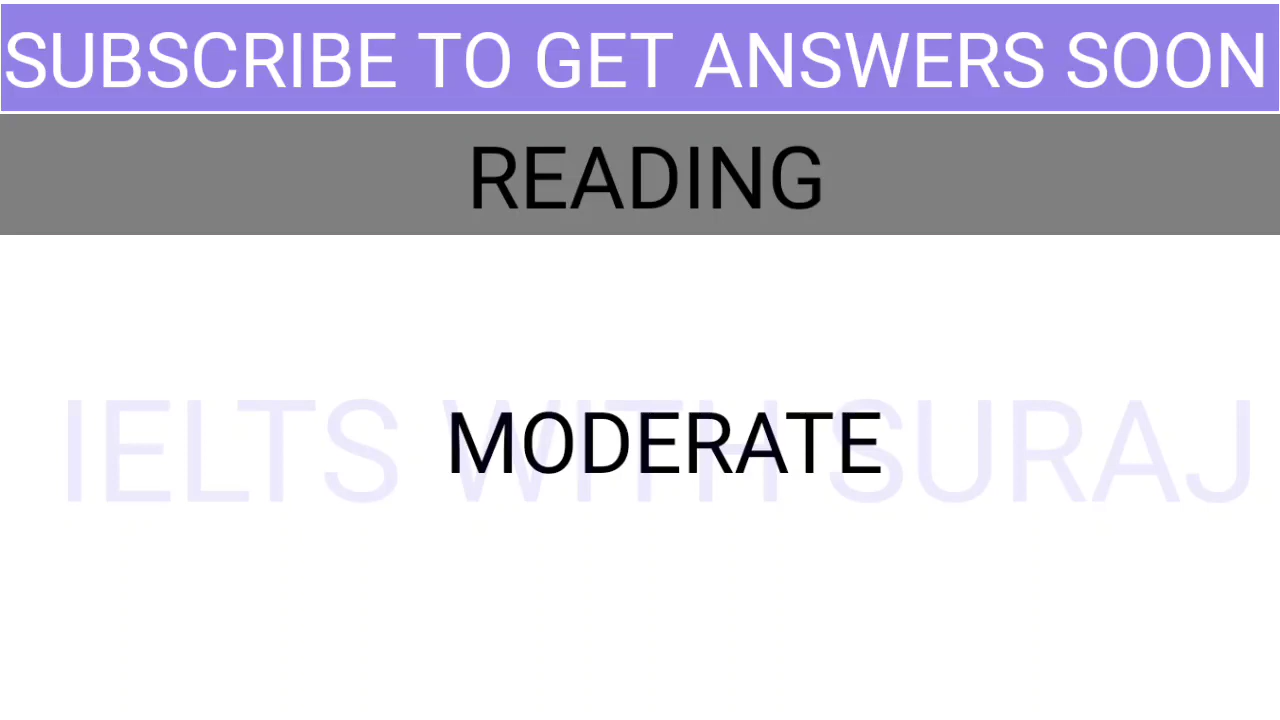 SUBSCRIBE TO GET ANSWERS SOON
READING
IELTS WITH SURAJ
MODERATE